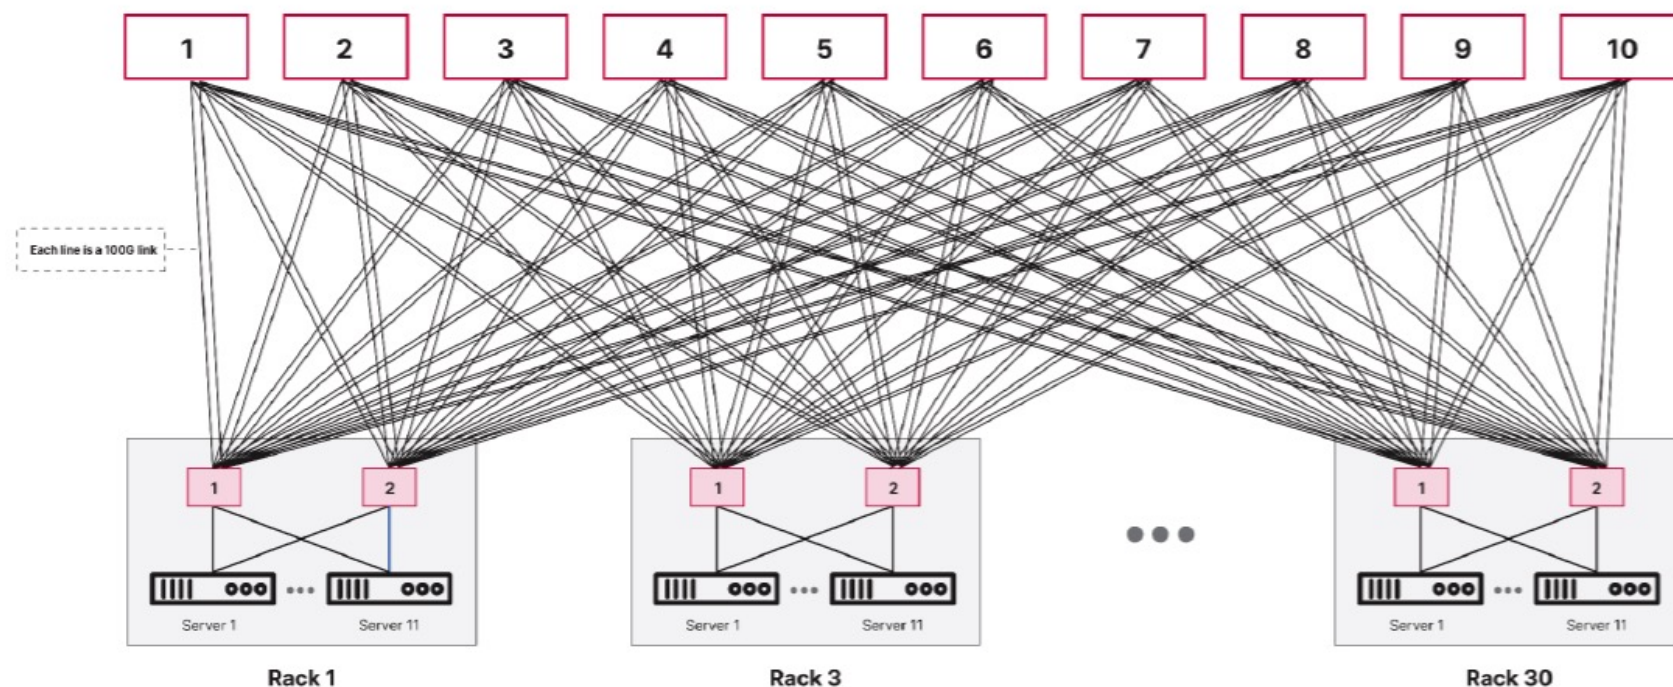 1 2 3 4 5 6 7 8 9 10
Each line is a 100G link
1 2 1 2 1 2
Server 1 Server 11 Server 1 Server 11 Server 1 Server 11
Rack 1 Rack 3 Rack 30